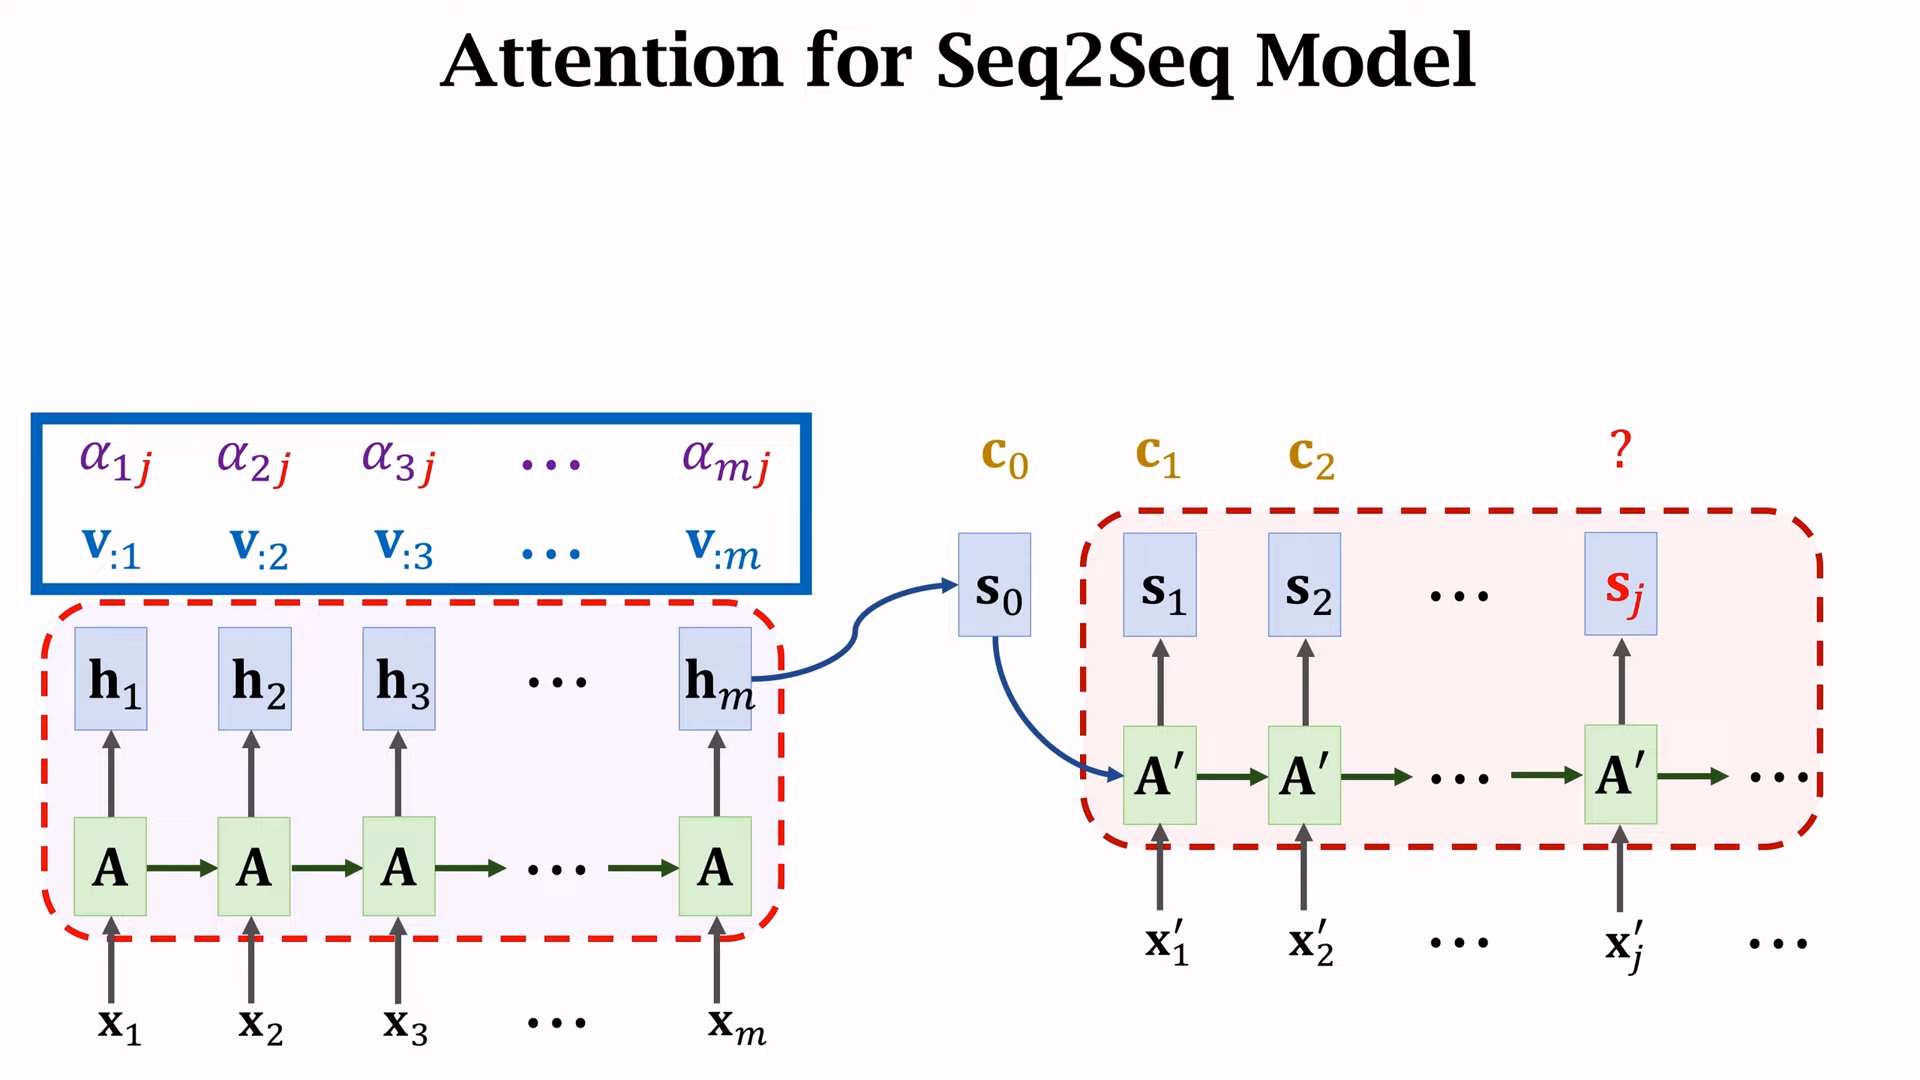 Attention for Seq2Seq Model
α₁ⱼ α₂ⱼ α₃ⱼ ⋯ αₘⱼ
v:₁ v:₂ v:₃ ⋯ v:ₘ
c₀ c₁ c₂ ?
s₀ s₁ s₂ ⋯ sⱼ
h₁ h₂ h₃ ⋯ hₘ
A′ A′ ⋯ A′ ⋯
A A A ⋯ A
x′₁ x′₂ ⋯ x′ⱼ ⋯
x₁ x₂ x₃ ⋯ xₘ